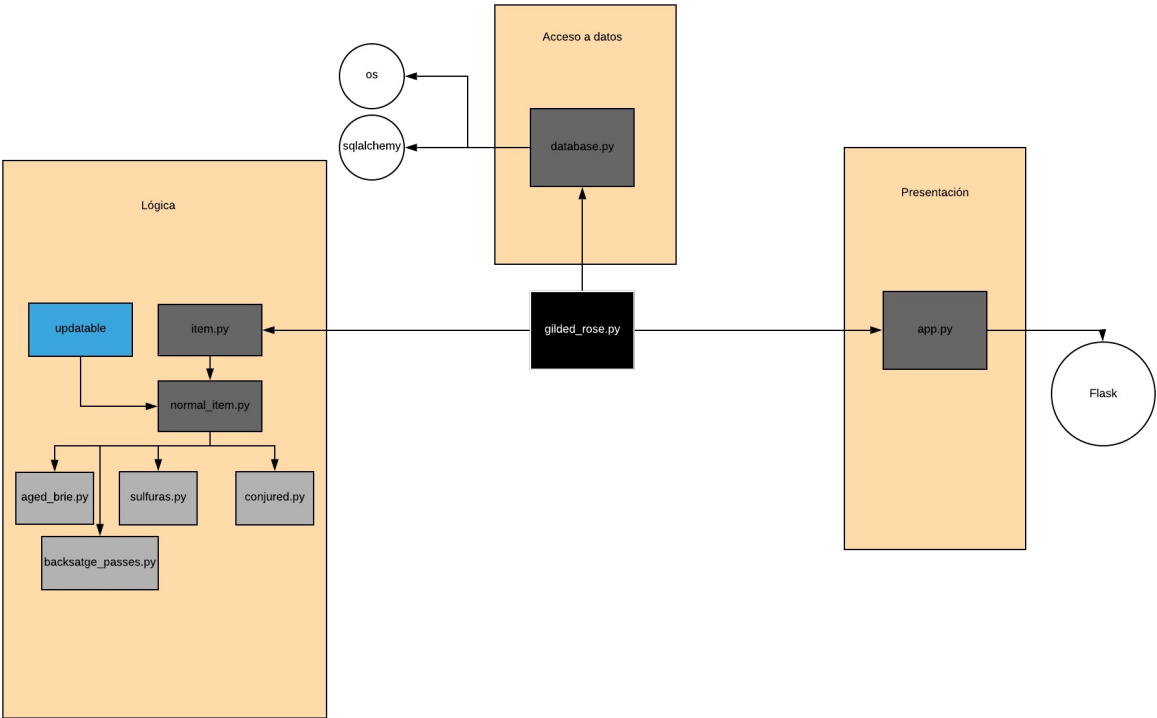 Acceso a datos
os
sqlalchemy
database.py
Presentación
Lógica
updatable
item.py
gilded_rose.py
app.py
Flask
normal_item.py
aged_brie.py
sulfuras.py
conjured.py
backsatge_passes.py